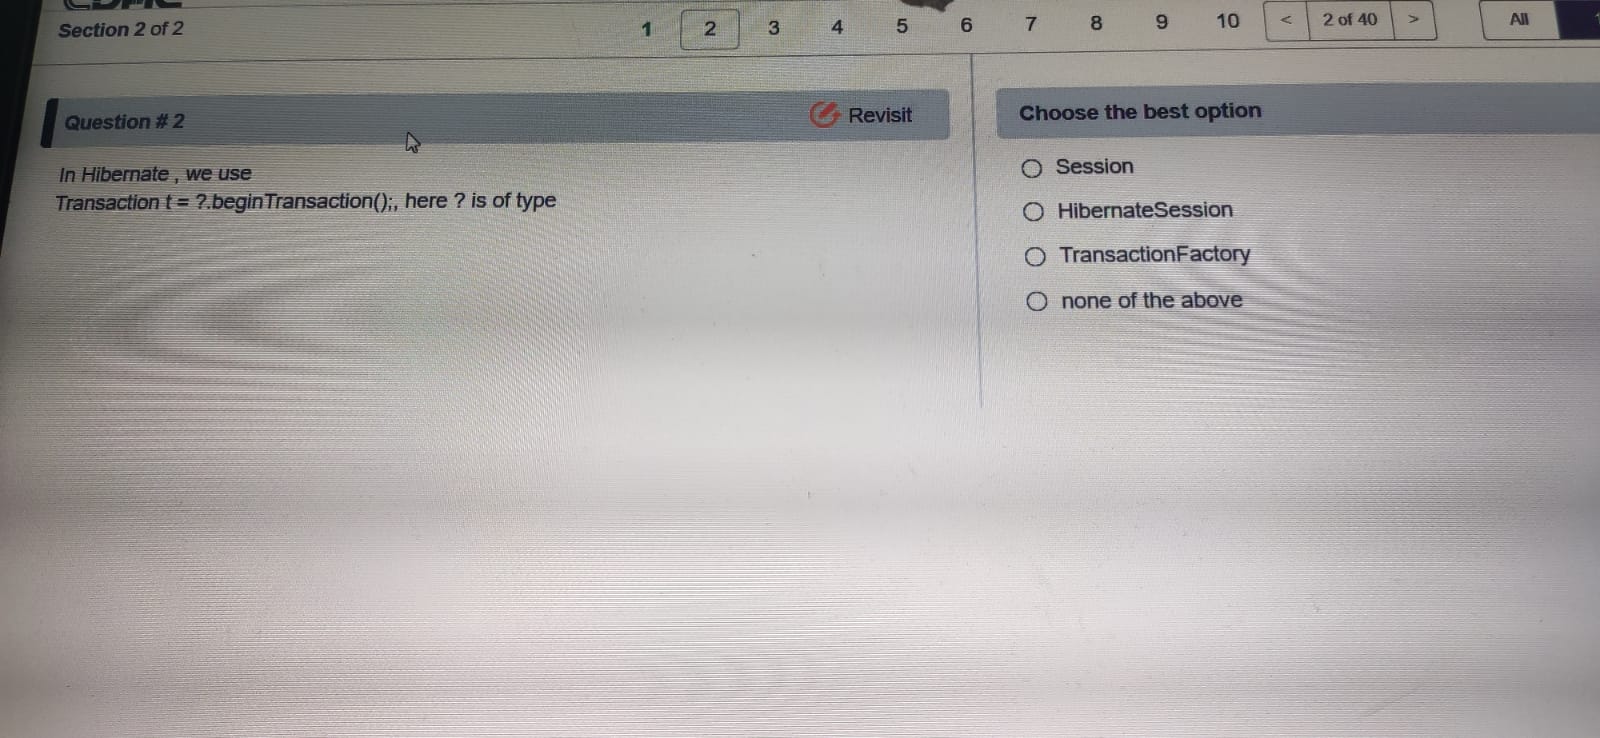 Section 2 of 2
1 2 3 4 5 6 7 8 9 10 < 2 of 40 > All
Question # 2
Revisit
In Hibernate , we use
Transaction t = ?.beginTransaction();, here ? is of type
Choose the best option
Session
HibernateSession
TransactionFactory
none of the above